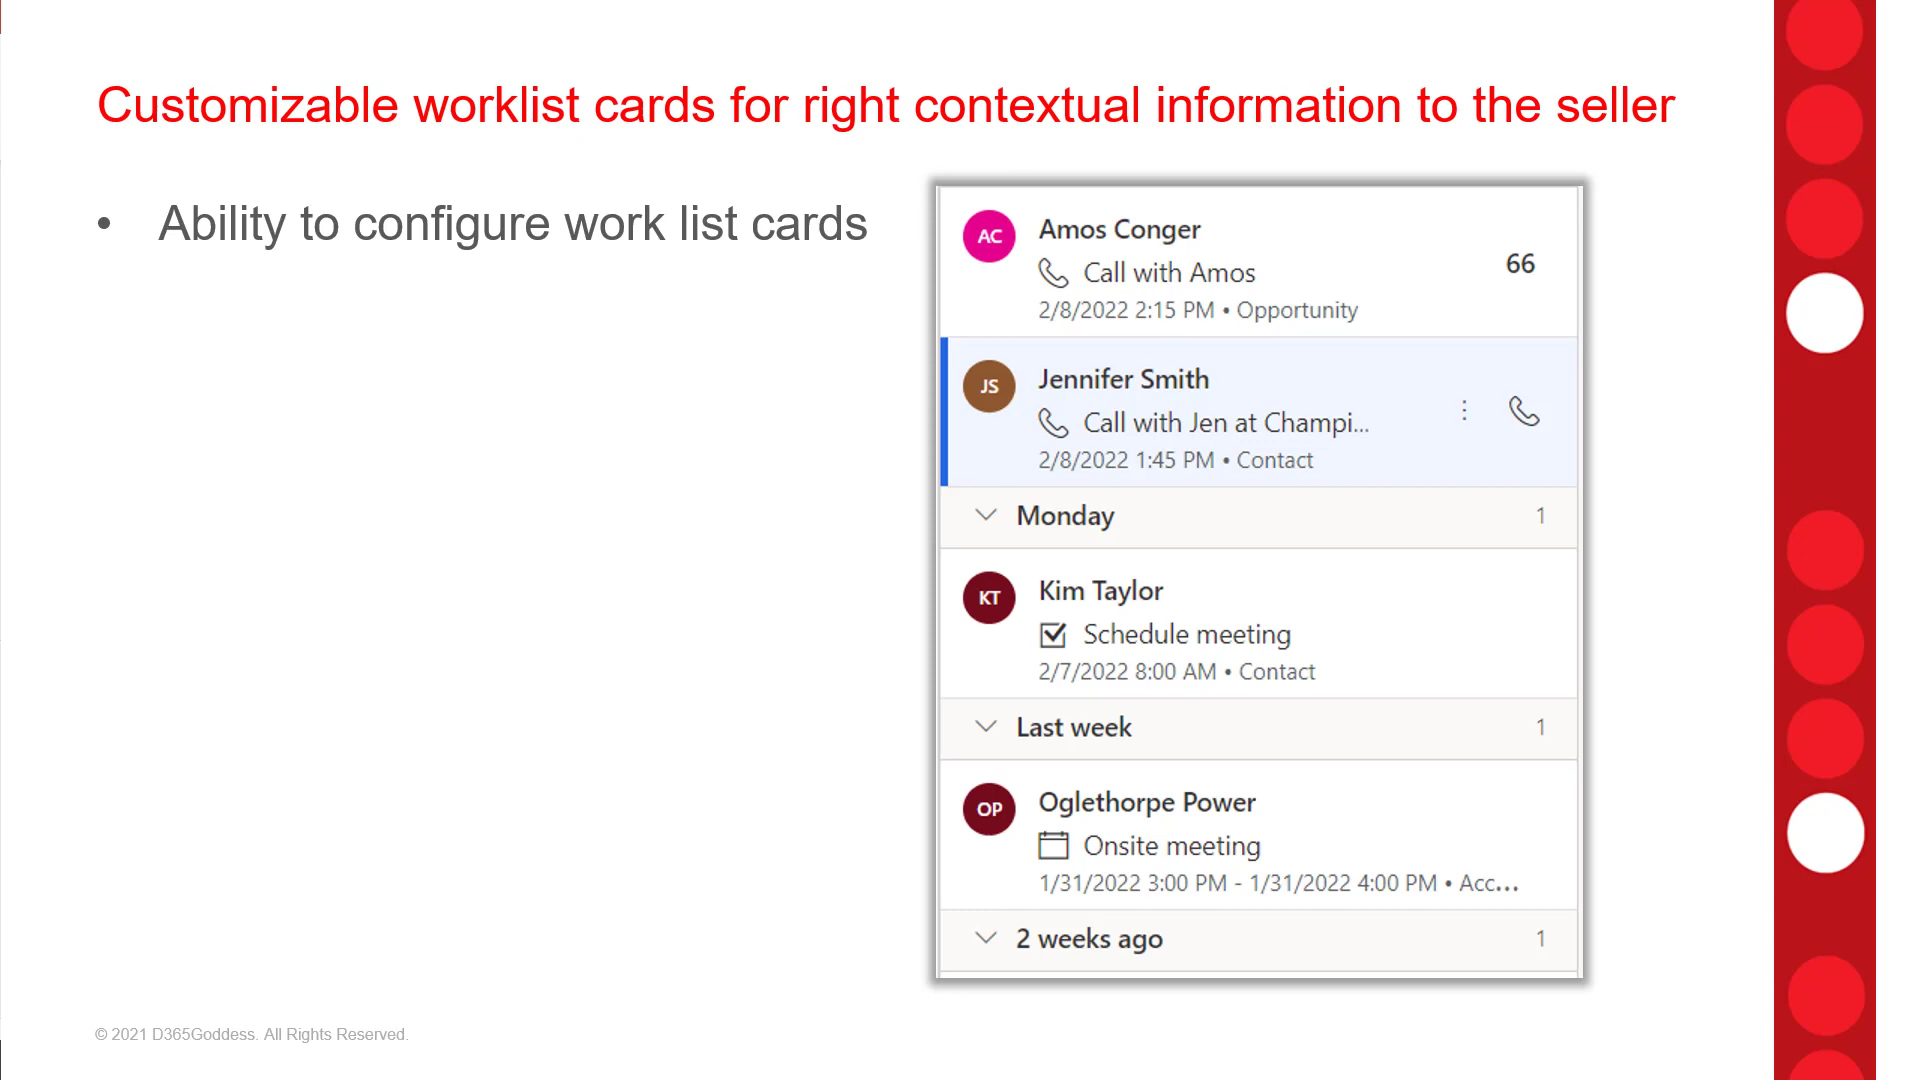 Customizable worklist cards for right contextual information to the seller
• Ability to configure work list cards
AC
Amos Conger
Call with Amos
66
2/8/2022 2:15 PM • Opportunity
JS
Jennifer Smith
Call with Jen at Champi...
2/8/2022 1:45 PM • Contact
Monday 1
KT
Kim Taylor
Schedule meeting
2/7/2022 8:00 AM • Contact
Last week 1
OP
Oglethorpe Power
Onsite meeting
1/31/2022 3:00 PM - 1/31/2022 4:00 PM • Acc...
2 weeks ago 1
© 2021 D365Goddess. All Rights Reserved.